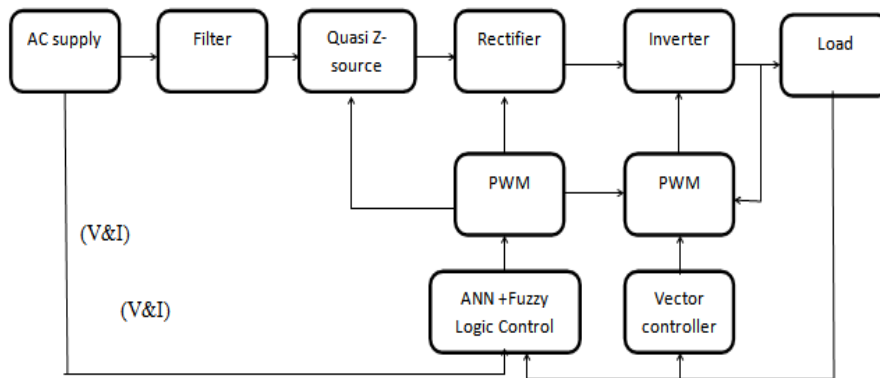 AC supply
Filter
Quasi Z-
source
Rectifier
Inverter
Load
PWM
PWM
(V&I)
ANN +Fuzzy
Logic Control
Vector
controller
(V&I)